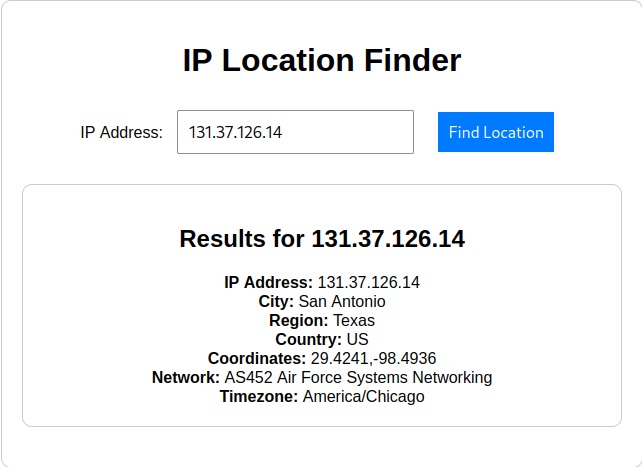 IP Location Finder
IP Address: 131.37.126.14 Find Location
Results for 131.37.126.14
IP Address: 131.37.126.14
City: San Antonio
Region: Texas
Country: US
Coordinates: 29.4241,-98.4936
Network: AS452 Air Force Systems Networking
Timezone: America/Chicago